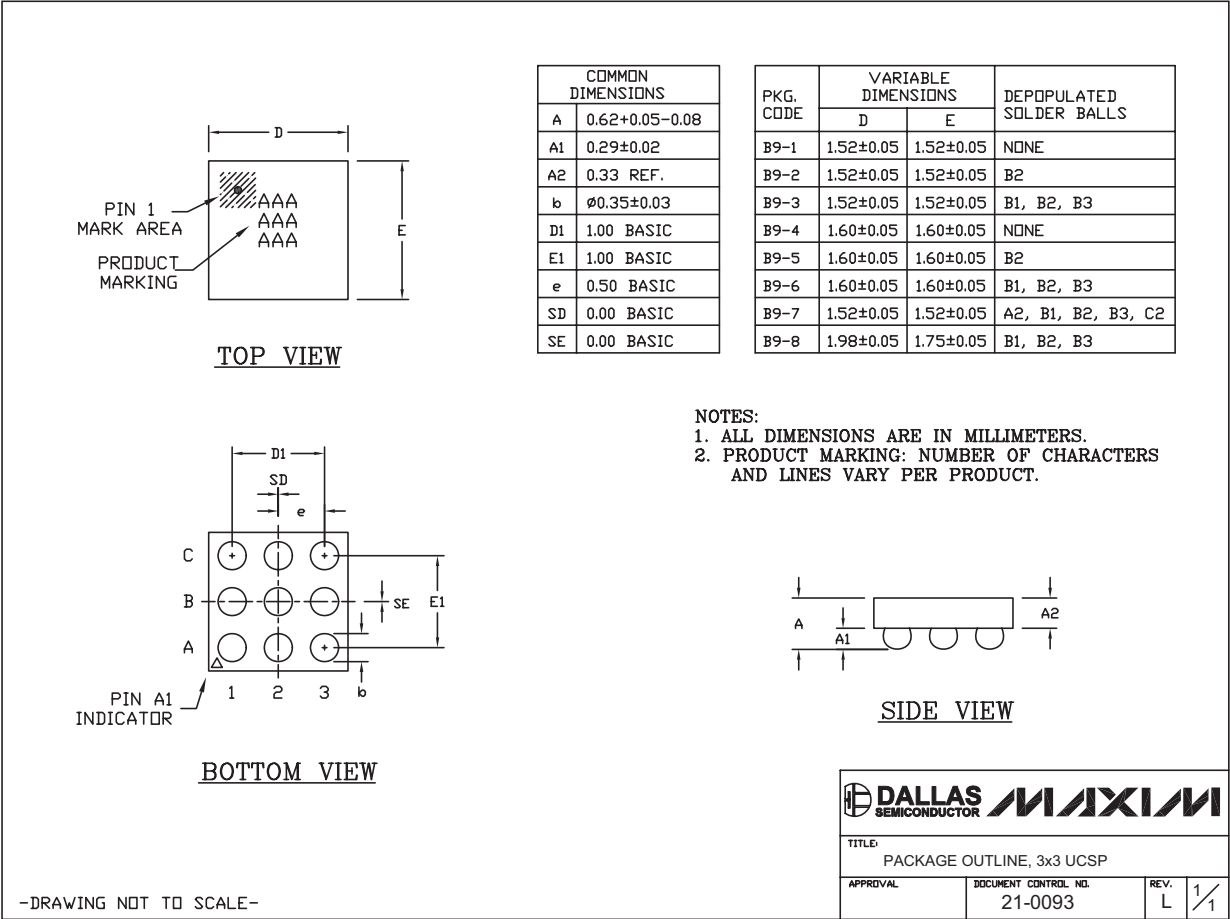 D
E
PIN 1
MARK AREA
AAA
AAA
AAA
PRODUCT
MARKING
TOP VIEW
COMMON
DIMENSIONS
A 0.62+0.05-0.08
A1 0.29±0.02
A2 0.33 REF.
b ø0.35±0.03
D1 1.00 BASIC
E1 1.00 BASIC
e 0.50 BASIC
SD 0.00 BASIC
SE 0.00 BASIC
PKG.
CODE
VARIABLE
DIMENSIONS
D E
DEPOPULATED
SOLDER BALLS
B9-1 1.52±0.05 1.52±0.05 NONE
B9-2 1.52±0.05 1.52±0.05 B2
B9-3 1.52±0.05 1.52±0.05 B1, B2, B3
B9-4 1.60±0.05 1.60±0.05 NONE
B9-5 1.60±0.05 1.60±0.05 B2
B9-6 1.60±0.05 1.60±0.05 B1, B2, B3
B9-7 1.52±0.05 1.52±0.05 A2, B1, B2, B3, C2
B9-8 1.98±0.05 1.75±0.05 B1, B2, B3
NOTES:
1. ALL DIMENSIONS ARE IN MILLIMETERS.
2. PRODUCT MARKING: NUMBER OF CHARACTERS
AND LINES VARY PER PRODUCT.
D1
SD
e
C
B SE E1
A
1 2 3 b
PIN A1
INDICATOR
BOTTOM VIEW
A A1 A2
SIDE VIEW
DALLAS
SEMICONDUCTOR
MAXIM
TITLE:
PACKAGE OUTLINE, 3x3 UCSP
APPROVAL
DOCUMENT CONTROL NO.
21-0093
REV.
L
1/1
-DRAWING NOT TO SCALE-